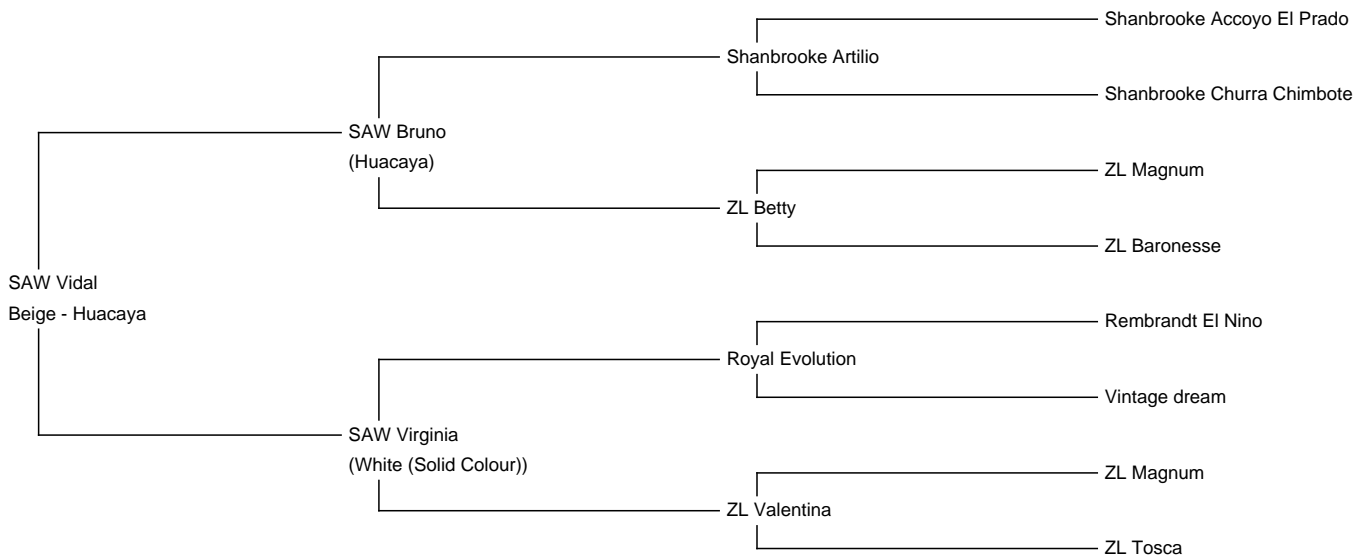 Shanbrooke Accoyo El Prado
Shanbrooke Artilio
Shanbrooke Churra Chimbote
SAW Bruno
(Huacaya)
ZL Magnum
ZL Betty
ZL Baronesse
SAW Vidal
Beige - Huacaya
Rembrandt El Nino
Royal Evolution
Vintage dream
SAW Virginia
(White (Solid Colour))
ZL Magnum
ZL Valentina
ZL Tosca